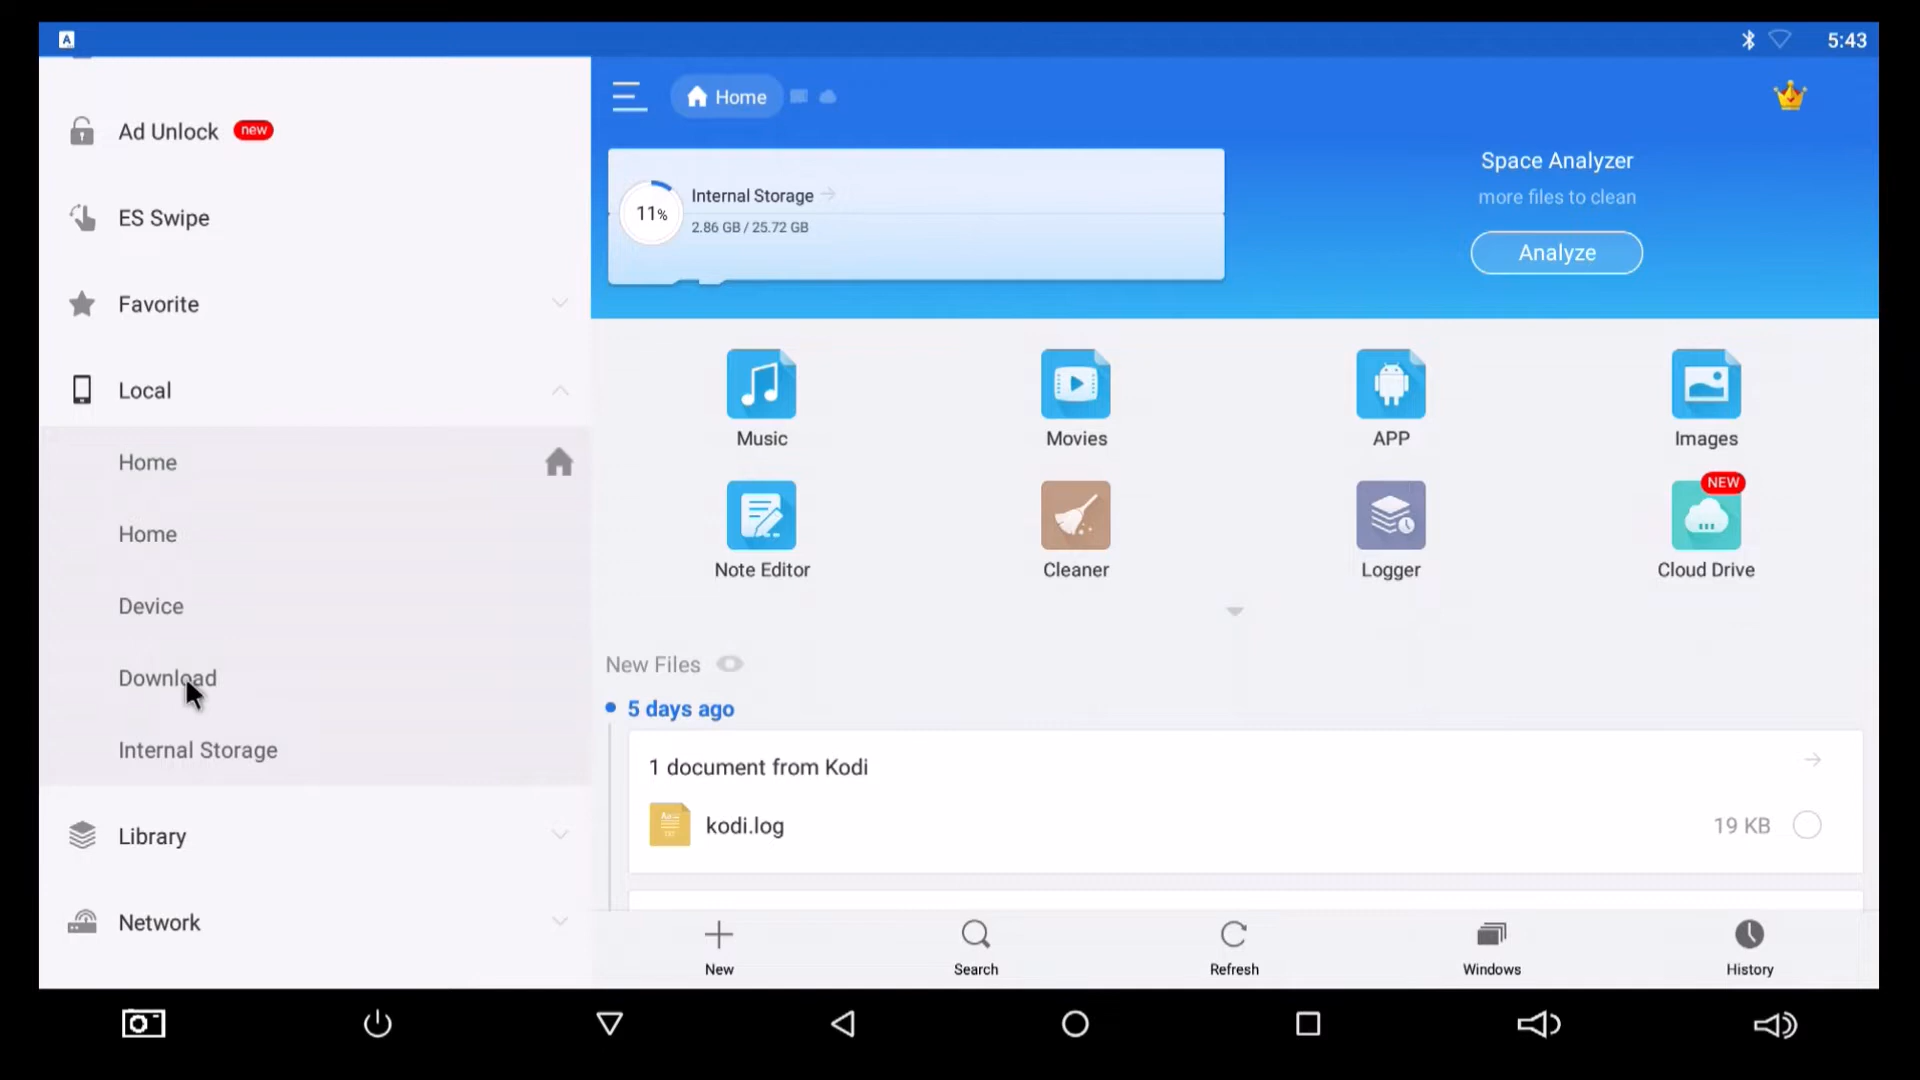 A
5:43
Ad Unlock new
ES Swipe
Favorite
Local
Home
Home
Device
Download
Internal Storage
Library
Network
Home
11%
Internal Storage
2.86 GB / 25.72 GB
Space Analyzer
more files to clean
Analyze
Music
Movies
APP
Images
Note Editor
Cleaner
Logger
NEW
Cloud Drive
New Files
5 days ago
1 document from Kodi
kodi.log
19 KB
New
Search
Refresh
Windows
History